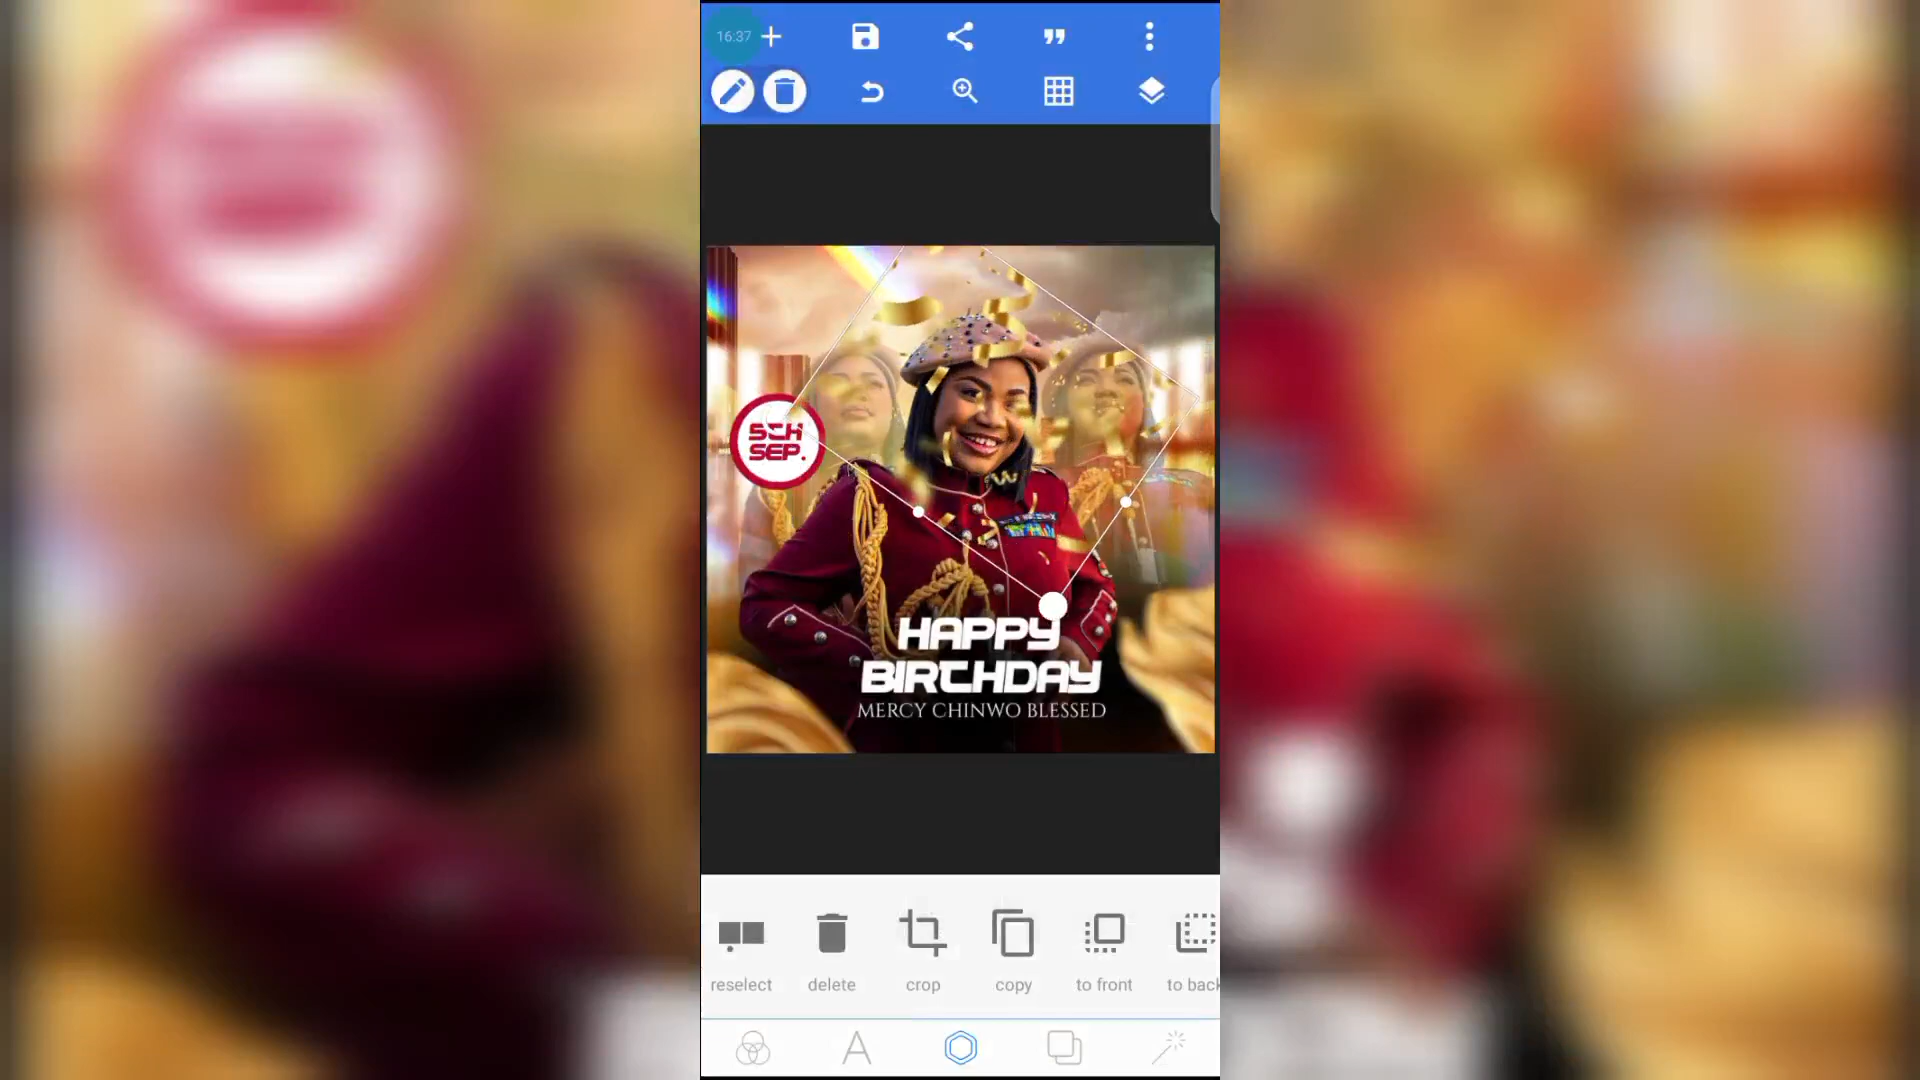 16:37
5TH
SEP.
HAPPY
BIRTHDAY
MERCY CHINWO BLESSED
reselect
delete
crop
copy
to front
to back